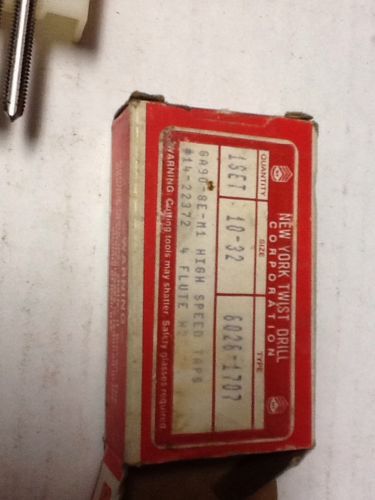 NEW YORK TWIST DRILL
CORPORATION
QUANTITY SIZE TYPE
1SET 10-32 6026-1707
GA90-8E-M1 HIGH SPEED TAPS
#14-22372 4 FLUTE
WARNING: Cutting tools may shatter. Safety glasses required.
WARNING